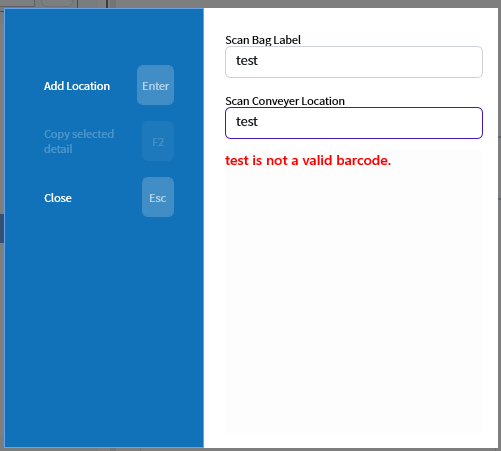 Add Location
Enter
Copy selected
detail
F2
Close
Esc
Scan Bag Label
test
Scan Conveyer Location
test
test is not a valid barcode.